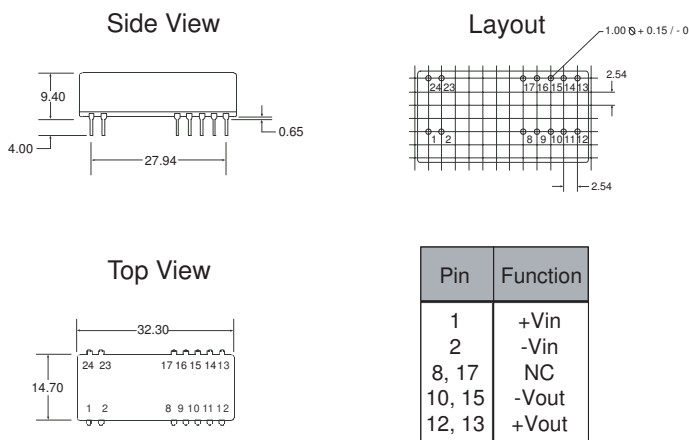 Side View
9.40
4.00
0.65
27.94
Layout
1.00 ⌀ + 0.15 / - 0
2.54
24 23 17 16 15 14 13
1 2 8 9 10 11 12
2.54
Top View
32.30
14.70
24 23 17 16 15 14 13
1 2 8 9 10 11 12
Pin Function
1 +Vin
2 -Vin
8, 17 NC
10, 15 -Vout
12, 13 +Vout